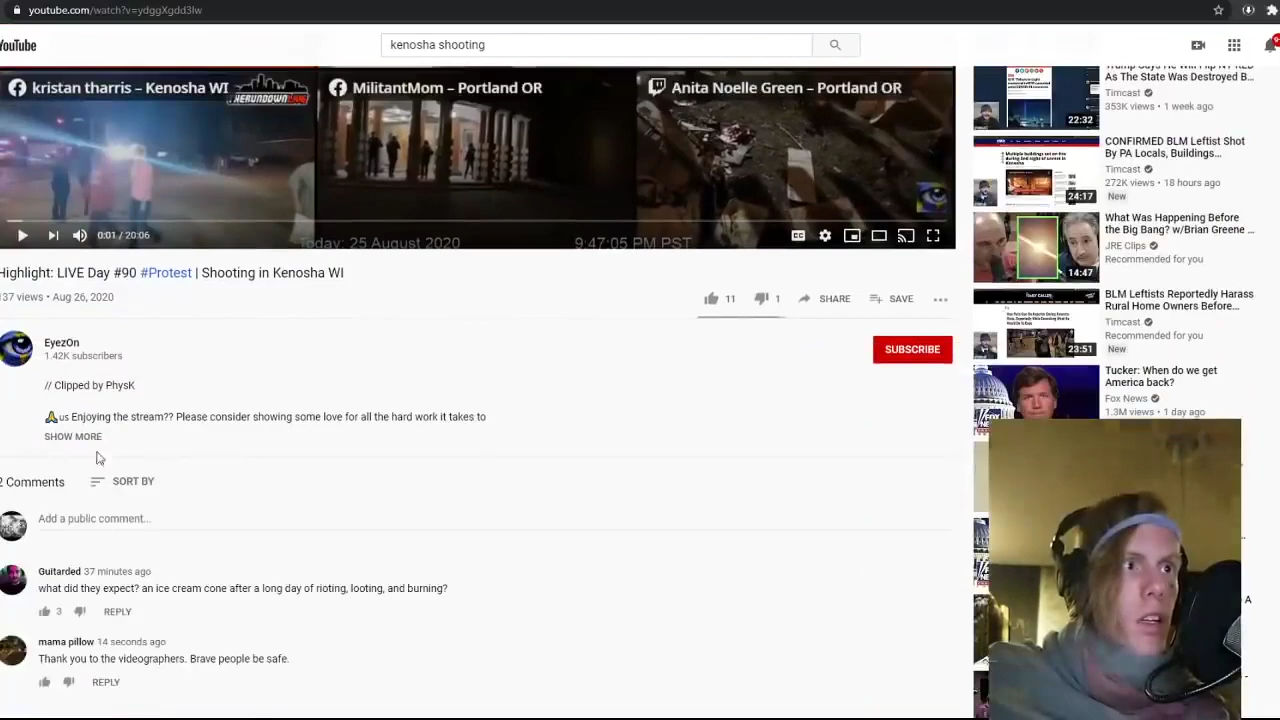 youtube.com/watch?v=ydggXgdd3lw
YouTube
kenosha shooting
kristan tharris – Kenosha WI
MilitantMom – Portland OR
Anita Noelle Green – Portland OR
0:01 / 20:06
Today: 25 August 2020
9:47:05 PM PST
Highlight: LIVE Day #90 #Protest | Shooting in Kenosha WI
137 views • Aug 26, 2020
11
1
SHARE
SAVE
EyezOn
1.42K subscribers
SUBSCRIBE
// Clipped by PhysK
🙏us Enjoying the stream?? Please consider showing some love for all the hard work it takes to
SHOW MORE
2 Comments
SORT BY
Add a public comment...
Guitarded 37 minutes ago
what did they expect? an ice cream cone after a long day of rioting, looting, and burning?
3
REPLY
mama pillow 14 seconds ago
Thank you to the videographers. Brave people be safe.
REPLY
Trump Says He Will Flip NY RED
As The State Was Destroyed B...
Timcast
353K views • 1 week ago
22:32
CONFIRMED BLM Leftist Shot
By PA Locals, Buildings...
Timcast
272K views • 18 hours ago
New
24:17
What Was Happening Before
the Big Bang? w/Brian Greene ...
JRE Clips
Recommended for you
14:47
BLM Leftists Reportedly Harass
Rural Home Owners Before...
Timcast
Recommended for you
New
23:51
Tucker: When do we get
America back?
Fox News
1.3M views • 1 day ago